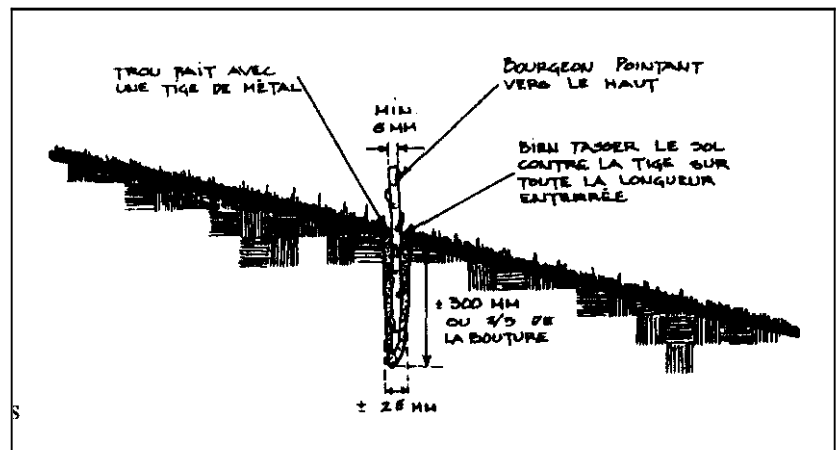 TROU FAIT AVEC
UNE TIGE DE MÉTAL
BOURGEON POINTANT
VERS LE HAUT
MIN.
6 MM
BIEN TASSER LE SOL
CONTRE LA TIGE SUR
TOUTE LA LONGUEUR
ENTERRÉE
± 300 MM
OU 2/3 DE
LA BOUTURE
± 25 MM
s